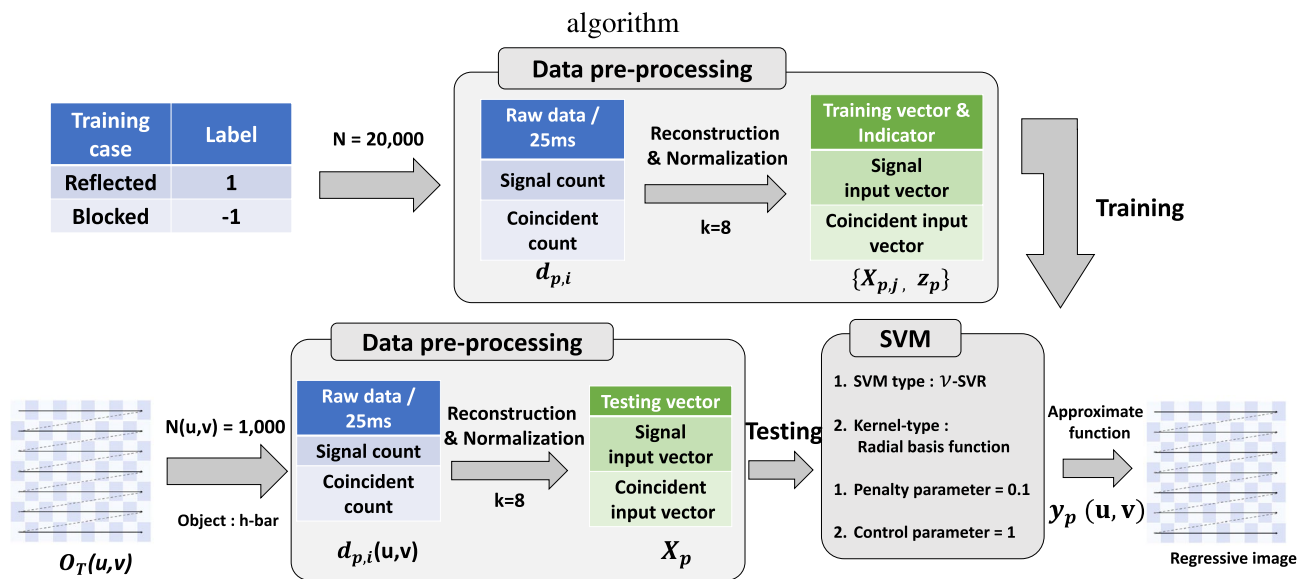 algorithm
Data pre-processing
Training
case
Label
Reflected
1
Blocked
-1
N = 20,000
Raw data /
25ms
Signal count
Coincident
count
d_{p,i}
Reconstruction
& Normalization
k=8
Training vector &
Indicator
Signal
input vector
Coincident input
vector
{X_{p,j}, z_p}
Training
O_T(u,v)
N(u,v) = 1,000
Object : h-bar
Data pre-processing
Raw data /
25ms
Signal count
Coincident
count
d_{p,i}(u,v)
Reconstruction
& Normalization
k=8
Testing vector
Signal
input vector
Coincident
input vector
X_p
Testing
SVM
1. SVM type : ν-SVR
2. Kernel-type :
Radial basis function
1. Penalty parameter = 0.1
2. Control parameter = 1
Approximate
function
y_p (u,v)
Regressive image